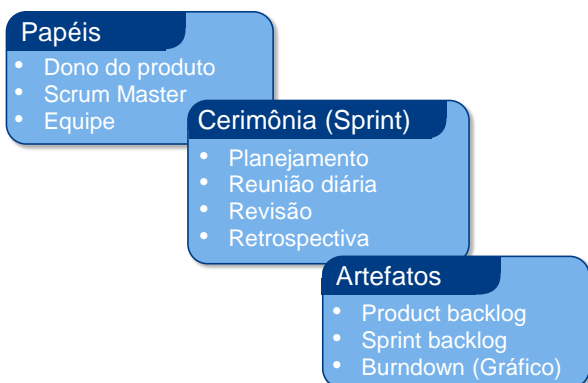 Papéis
• Dono do produto
• Scrum Master
• Equipe
Cerimônia (Sprint)
• Planejamento
• Reunião diária
• Revisão
• Retrospectiva
Artefatos
• Product backlog
• Sprint backlog
• Burndown (Gráfico)